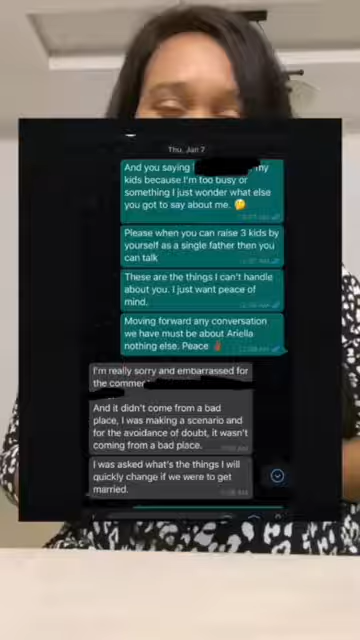 Thu, Jan 7
And you saying my
kids because I'm too busy or
something I just wonder what else
you got to say about me. 🤔
Please when you can raise 3 kids by
yourself as a single father then you
can talk
These are the things I can't handle
about you. I just want peace of
mind.
Moving forward any conversation
we have must be about Ariella
nothing else. Peace
I'm really sorry and embarrassed for
the
And it didn't come from a bad
place, I was making a scenario and
for the avoidance of doubt, it wasn't
coming from a bad place.
I was asked what's the things I will
quickly change if we were to get
married.